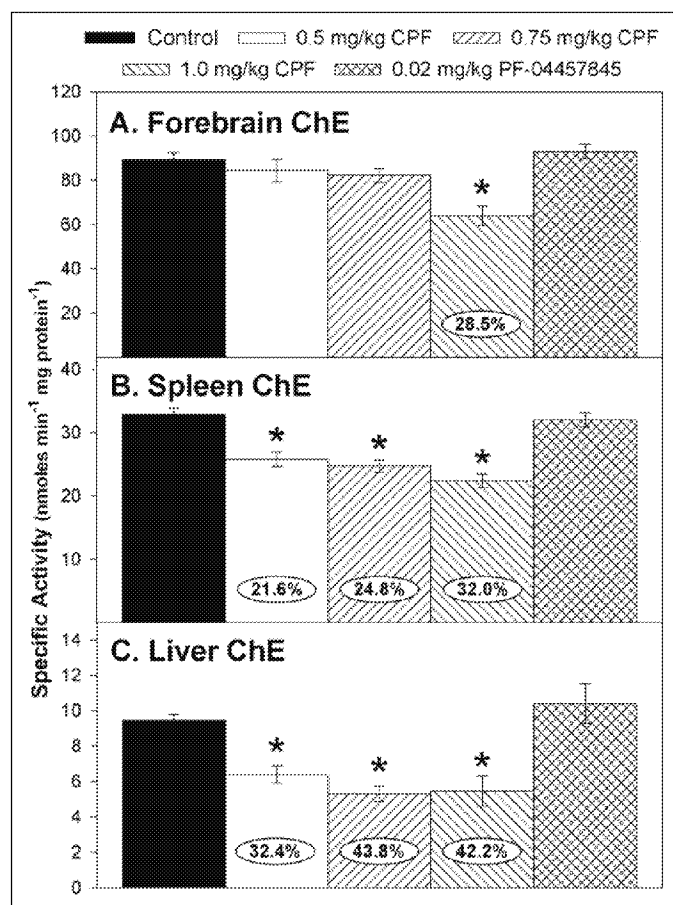 Control 0.5 mg/kg CPF 0.75 mg/kg CPF
1.0 mg/kg CPF 0.02 mg/kg PF-04457845
Specific Activity (nmoles min-1 mg protein-1)
120
100
80
60
40
20
A. Forebrain ChE
*
28.5%
40
30
20
10
B. Spleen ChE
* * *
21.6% 24.8% 32.0%
14
12
10
8
6
4
2
0
C. Liver ChE
* * *
32.4% 43.8% 42.2%